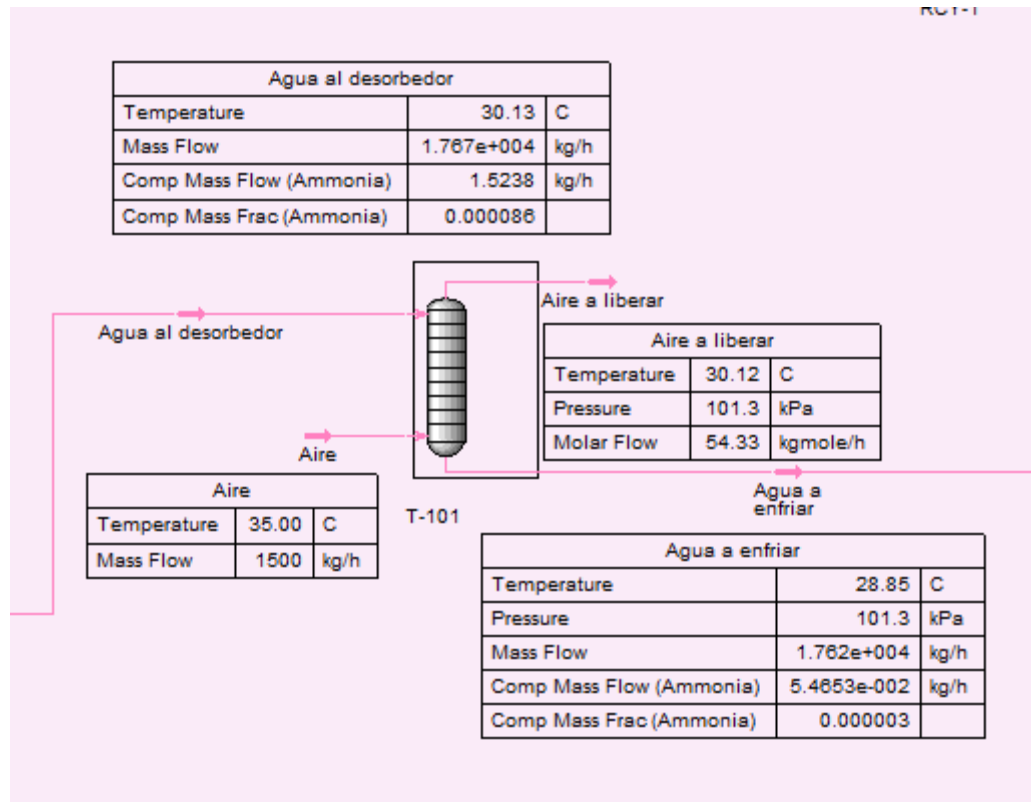 RCY-1
Agua al desorbedor
Temperature 30.13 C
Mass Flow 1.767e+004 kg/h
Comp Mass Flow (Ammonia) 1.5238 kg/h
Comp Mass Frac (Ammonia) 0.000086
Aire a liberar
Agua al desorbedor
Aire a liberar
Temperature 30.12 C
Pressure 101.3 kPa
Molar Flow 54.33 kgmole/h
Aire
Aire
Temperature 35.00 C
Mass Flow 1500 kg/h
T-101
Agua a
enfriar
Agua a enfriar
Temperature 28.85 C
Pressure 101.3 kPa
Mass Flow 1.762e+004 kg/h
Comp Mass Flow (Ammonia) 5.4653e-002 kg/h
Comp Mass Frac (Ammonia) 0.000003